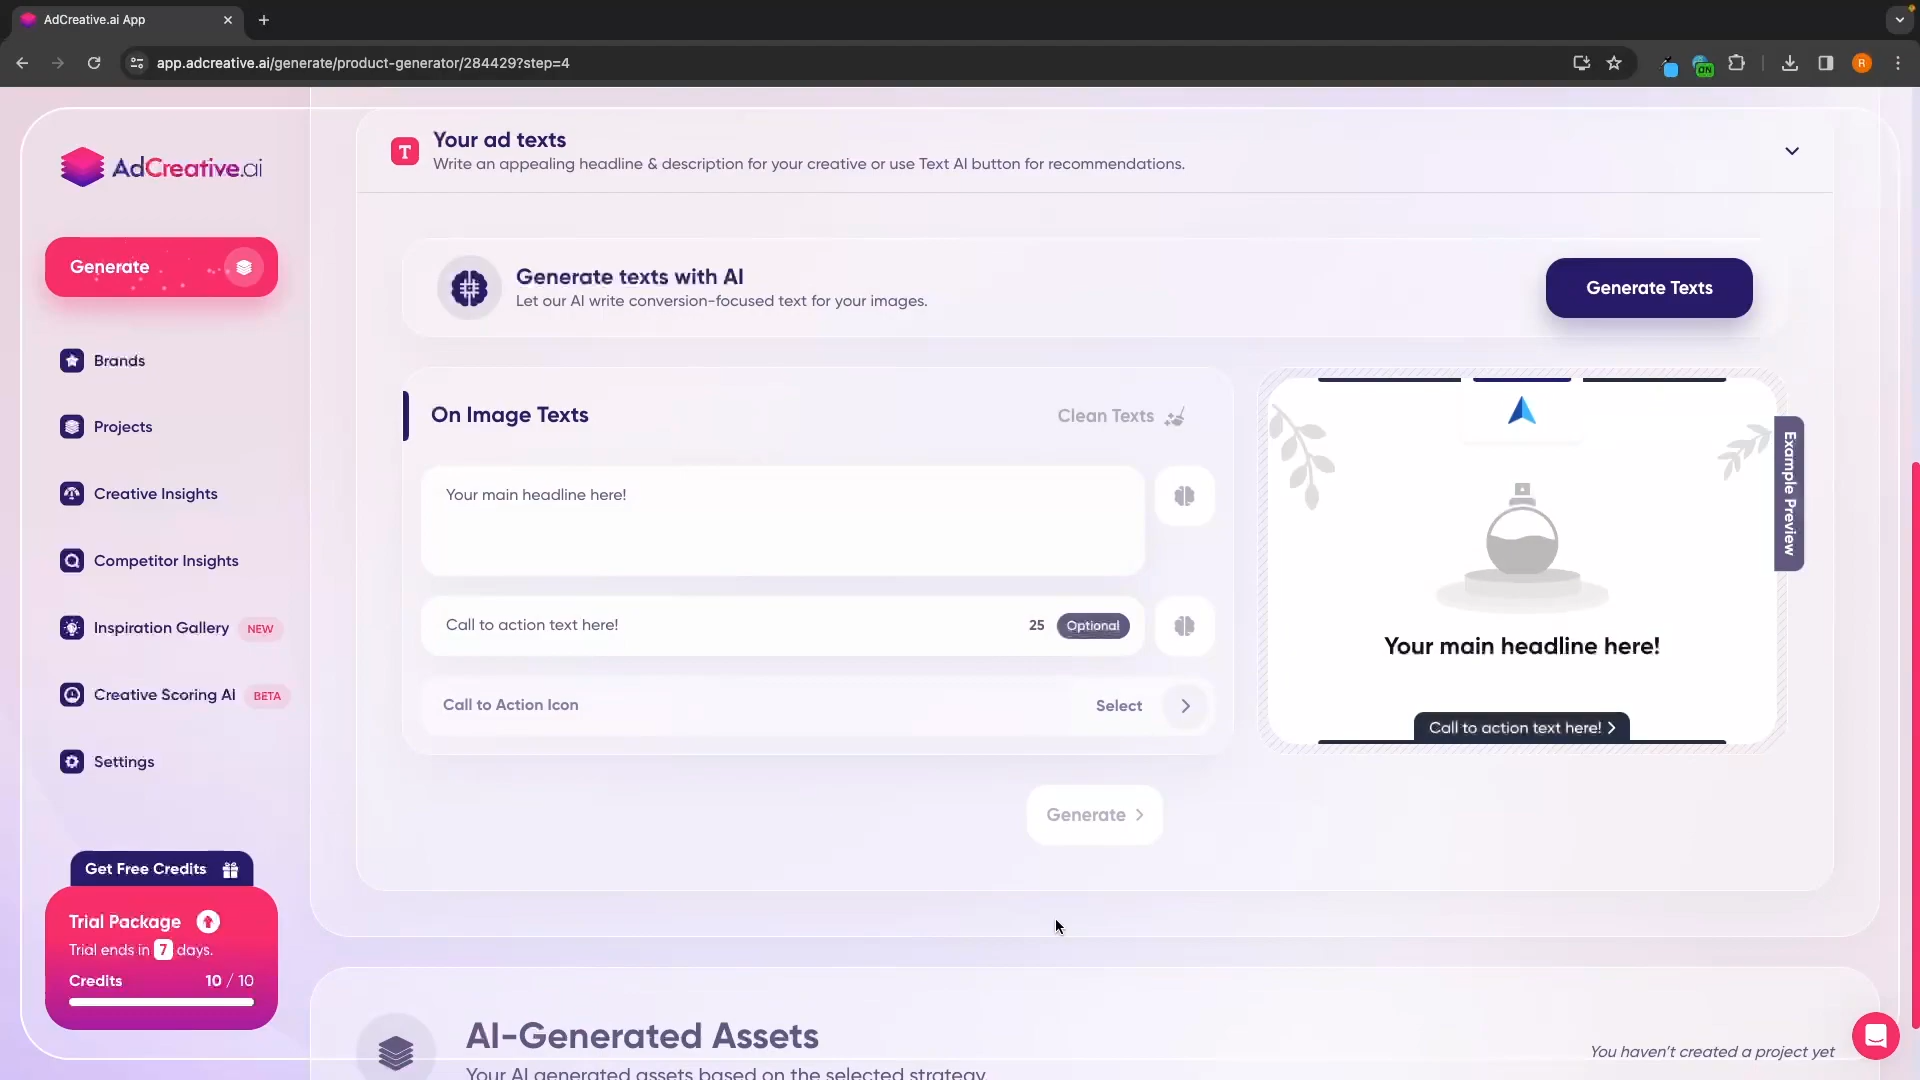 AdCreative.ai App
app.adcreative.ai/generate/product-generator/284429?step=4
ON
R
AdCreative.ai
Generate
Brands
Projects
Creative Insights
Competitor Insights
Inspiration Gallery NEW
Creative Scoring AI BETA
Settings
Get Free Credits
Trial Package
Trial ends in 7 days.
Credits 10 / 10
T
Your ad texts
Write an appealing headline & description for your creative or use Text AI button for recommendations.
Generate texts with AI
Let our AI write conversion-focused text for your images.
Generate Texts
On Image Texts
Clean Texts
Your main headline here!
Call to action text here! 25 Optional
Call to Action Icon Select
Example Preview
Your main headline here!
Call to action text here!
Generate
AI-Generated Assets
Your AI generated assets based on the selected strategy
You haven't created a project yet